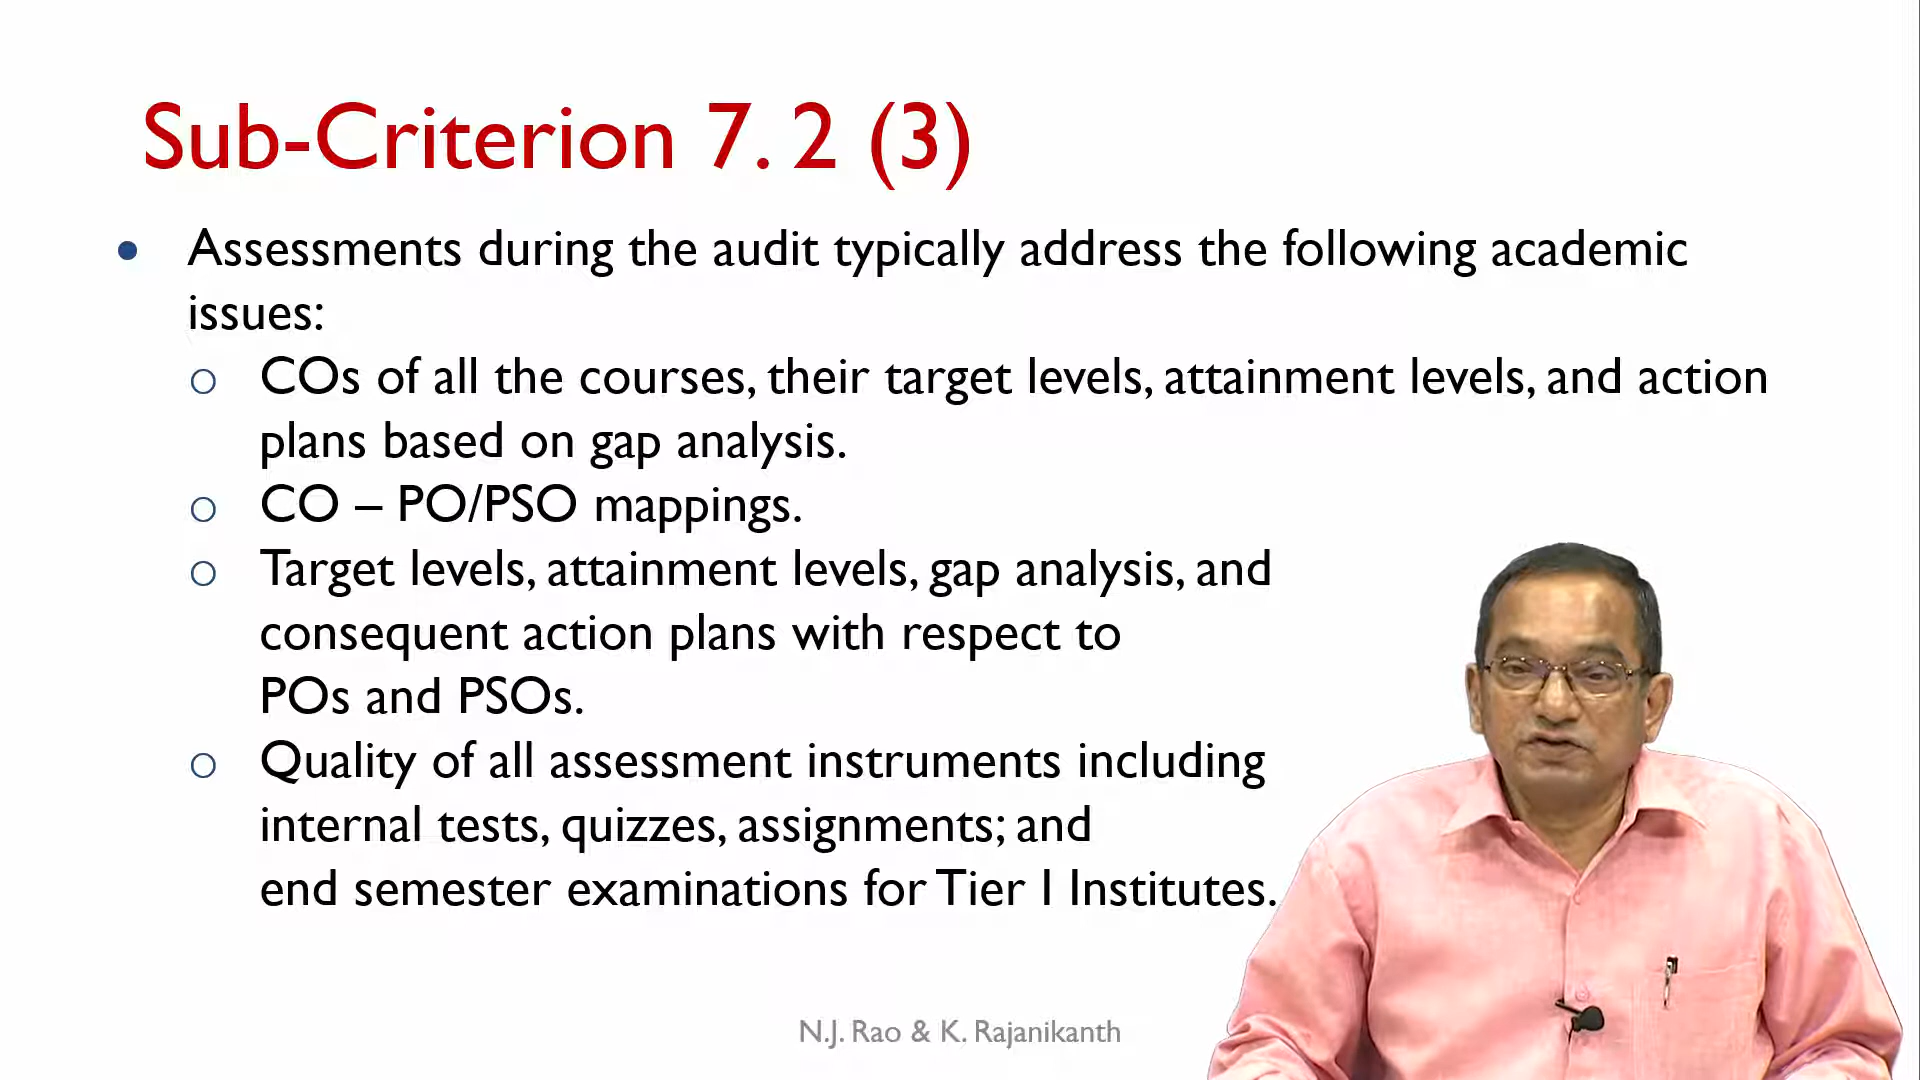 Sub-Criterion 7. 2 (3)
• Assessments during the audit typically address the following academic
issues:
o COs of all the courses, their target levels, attainment levels, and action
plans based on gap analysis.
o CO – PO/PSO mappings.
o Target levels, attainment levels, gap analysis, and
consequent action plans with respect to
POs and PSOs.
o Quality of all assessment instruments including
internal tests, quizzes, assignments; and
end semester examinations for Tier I Institutes.
N.J. Rao & K. Rajanikanth